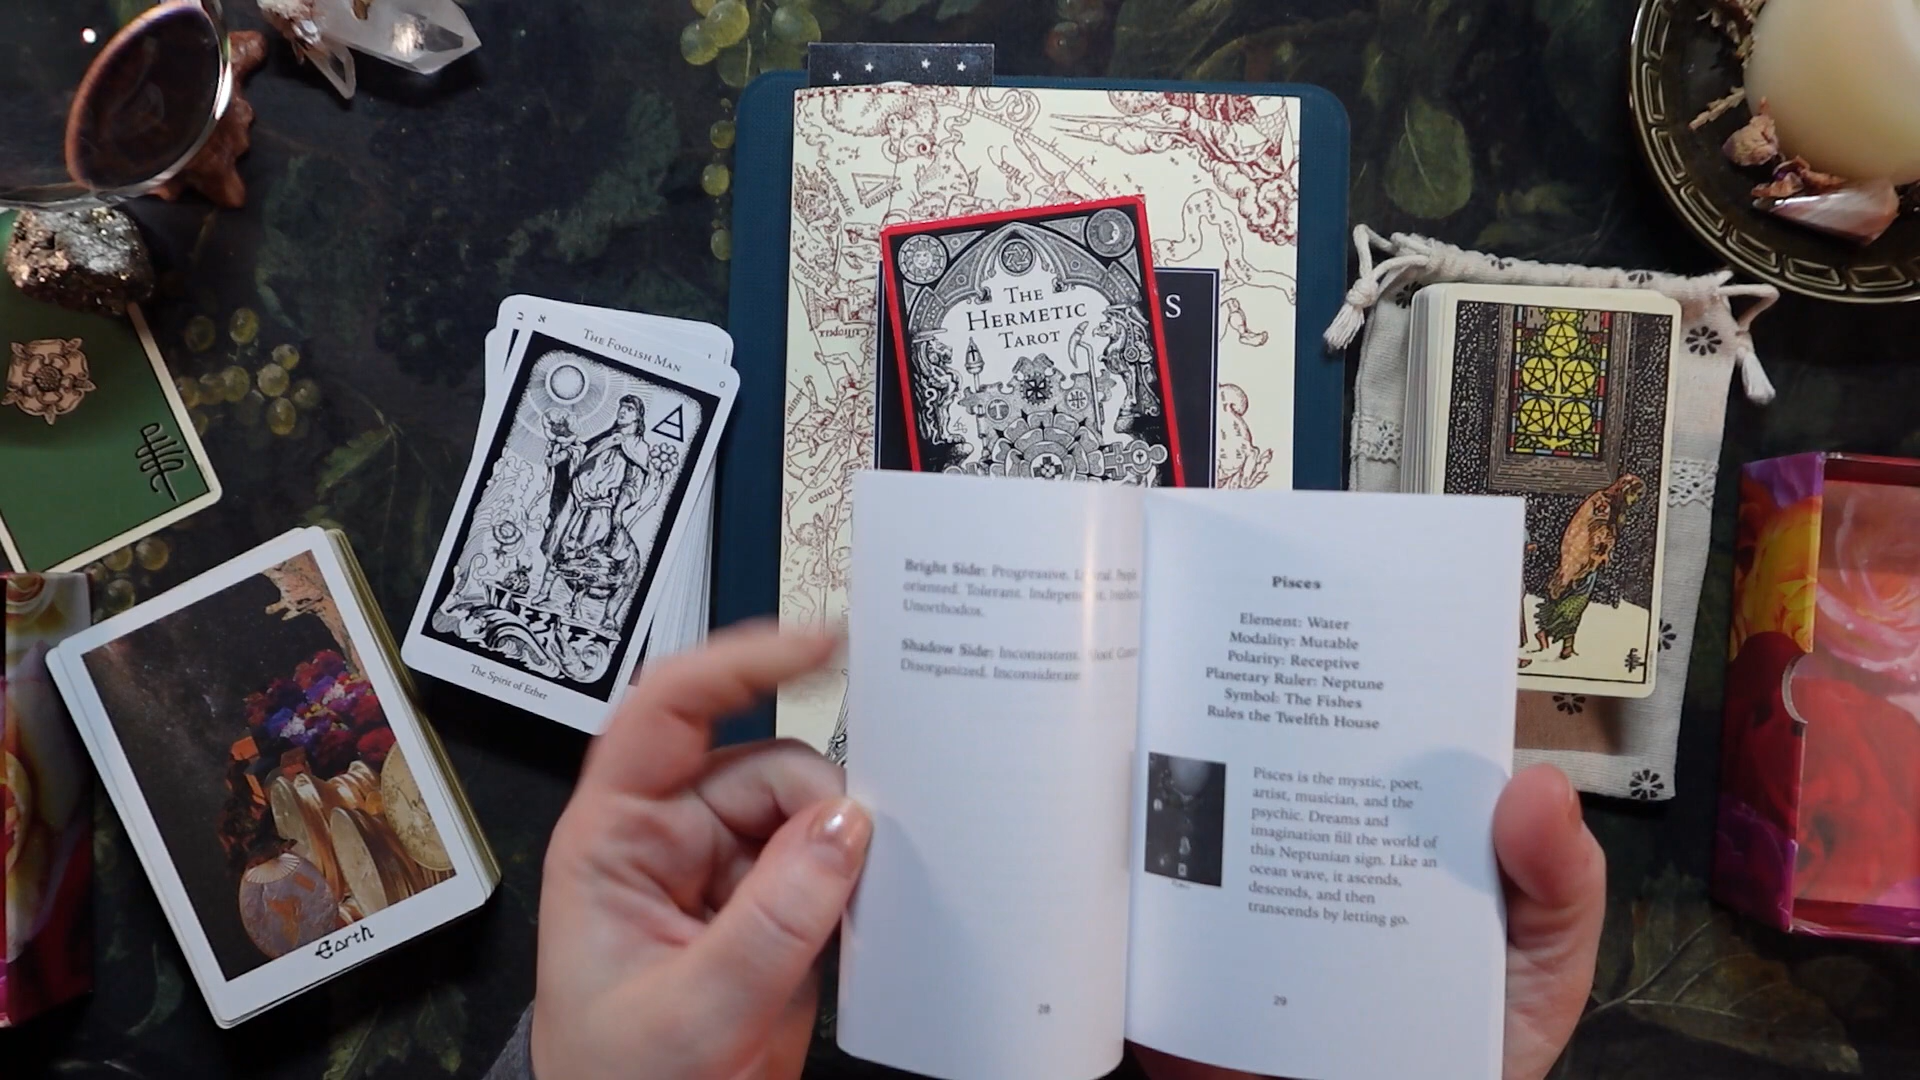 THE FOOLISH MAN
0
The Spirit of Ether
Earth
THE
HERMETIC
TAROT
S
Bright Side: Progressive.
oriented. Tolerant.
Unorthodox.
Shadow Side: Inconsistent.
Disorganized. Inconsiderate
28
Pisces
Element: Water
Modality: Mutable
Polarity: Receptive
Planetary Ruler: Neptune
Symbol: The Fishes
Rules the Twelfth House
Pisces is the mystic, poet,
artist, musician, and the
psychic. Dreams and
imagination fill the world of
this Neptunian sign. Like an
ocean wave, it ascends,
descends, and then
transcends by letting go.
29